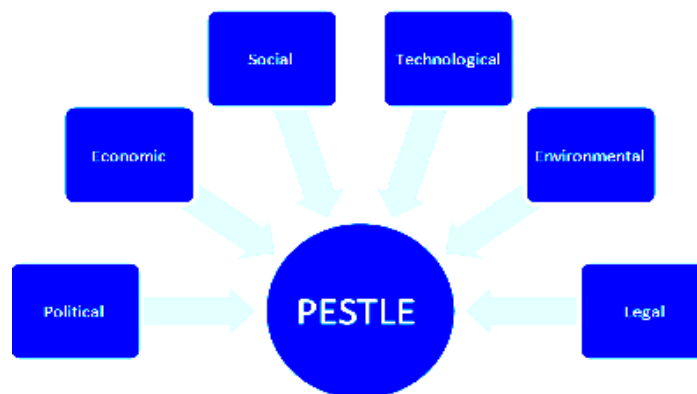 Social
Technological
Economic
Environmental
Political
PESTLE
Legal